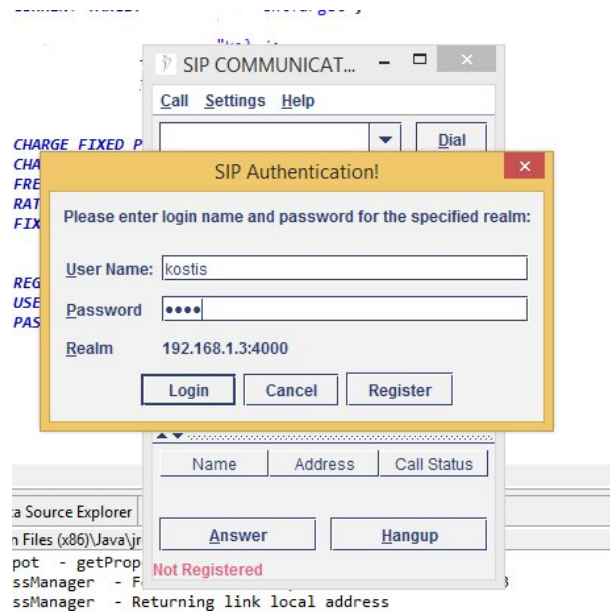 SIP COMMUNICAT...
Call Settings Help
Dial
CHARGE FIXED P
CHA
FRE
RAT
FIX
REG
USE
PAS
SIP Authentication!
Please enter login name and password for the specified realm:
User Name: kostis
Password ●●●●
Realm 192.168.1.3:4000
Login Cancel Register
Name Address Call Status
a Source Explorer
n Files (x86)\Java\jr
Answer Hangup
pot - getProp
Not Registered
ssManager - F
3
ssManager - Returning link local address